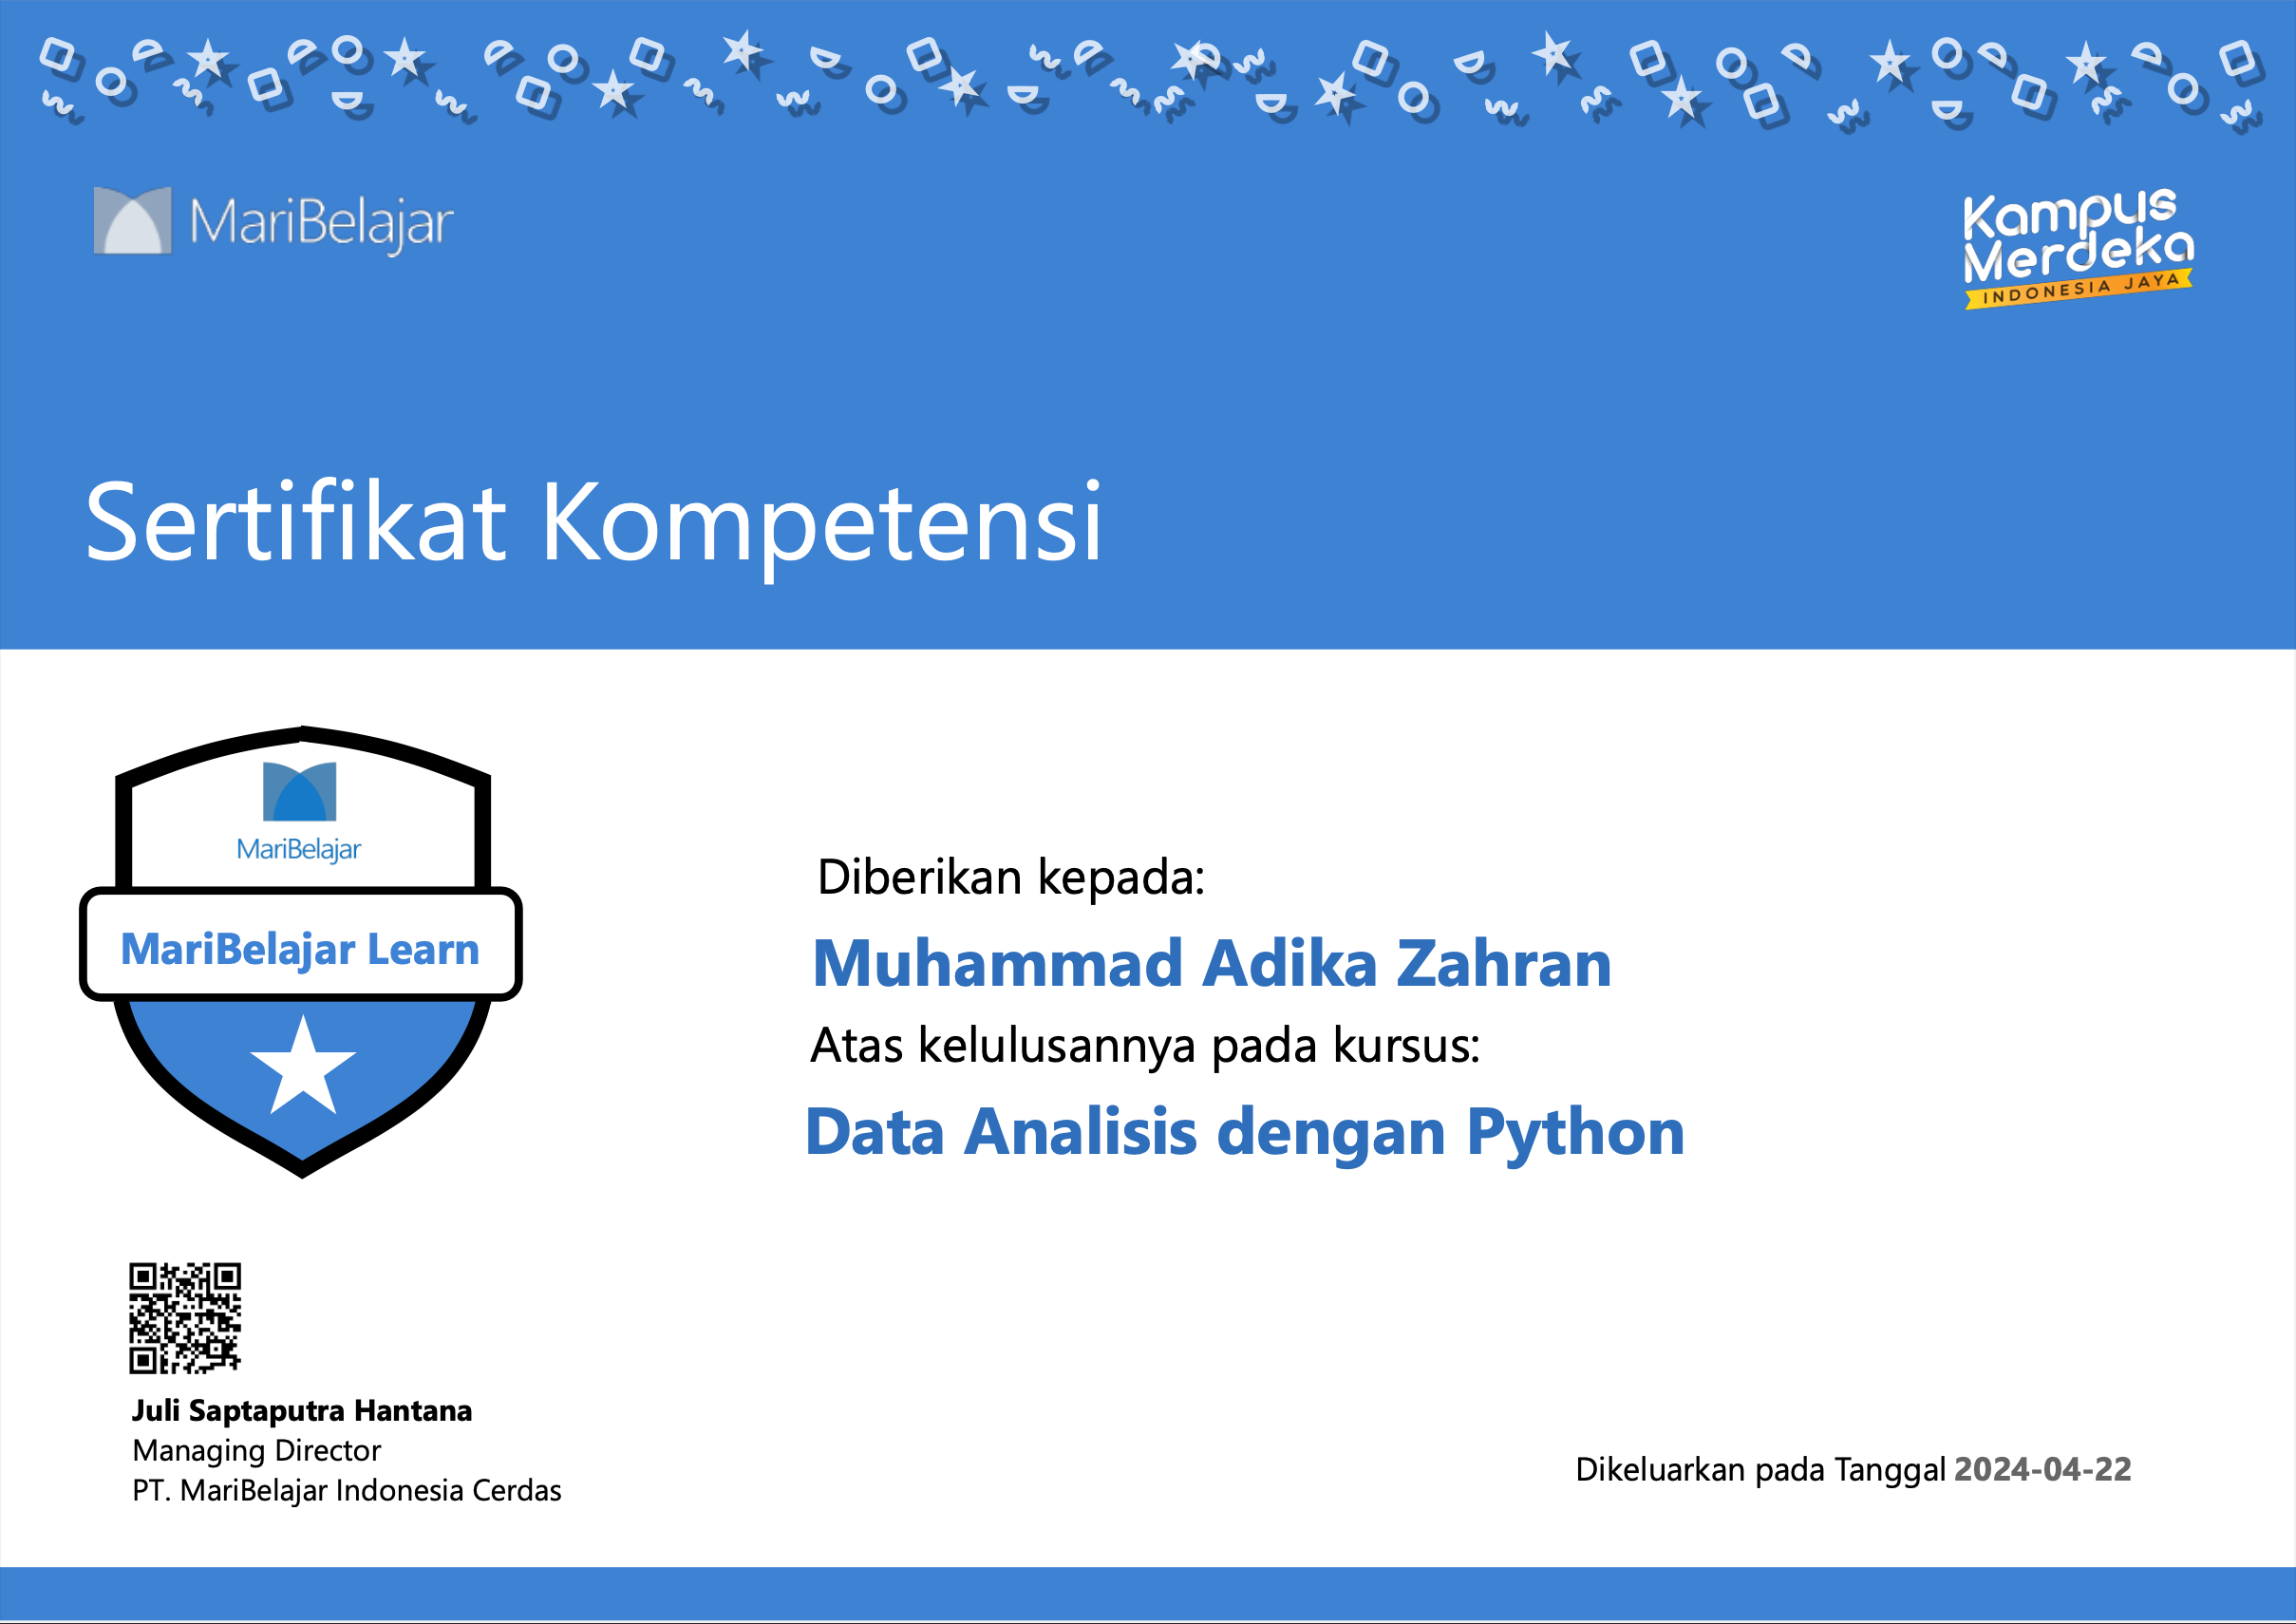 MariBelajar
Kampus
Merdeka
INDONESIA JAYA
Sertifikat Kompetensi
MariBelajar
MariBelajar Learn
Diberikan kepada:
Muhammad Adika Zahran
Atas kelulusannya pada kursus:
Data Analisis dengan Python
Juli Saptaputra Hantana
Managing Director
PT. MariBelajar Indonesia Cerdas
Dikeluarkan pada Tanggal 2024-04-22